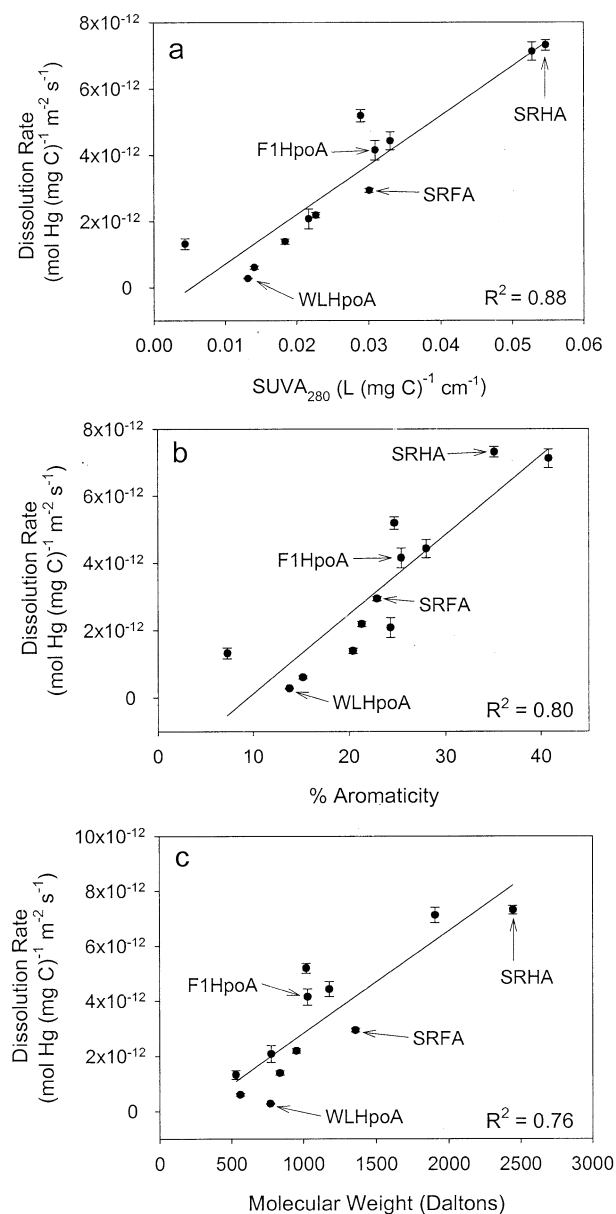 a
8x10-12
6x10-12
4x10-12
2x10-12
0
Dissolution Rate
(mol Hg (mg C)-1 m-2 s-1)
SRHA
F1HpoA
SRFA
WLHpoA
R2 = 0.88
0.00 0.01 0.02 0.03 0.04 0.05 0.06
SUVA280 (L (mg C)-1 cm-1)
b
8x10-12
6x10-12
4x10-12
2x10-12
0
Dissolution Rate
(mol Hg (mg C)-1 m-2 s-1)
SRHA
F1HpoA
SRFA
WLHpoA
R2 = 0.80
0 10 20 30 40
% Aromaticity
c
10x10-12
8x10-12
6x10-12
4x10-12
2x10-12
0
Dissolution Rate
(mol Hg (mg C)-1 m-2 s-1)
SRHA
F1HpoA
SRFA
WLHpoA
R2 = 0.76
0 500 1000 1500 2000 2500 3000
Molecular Weight (Daltons)